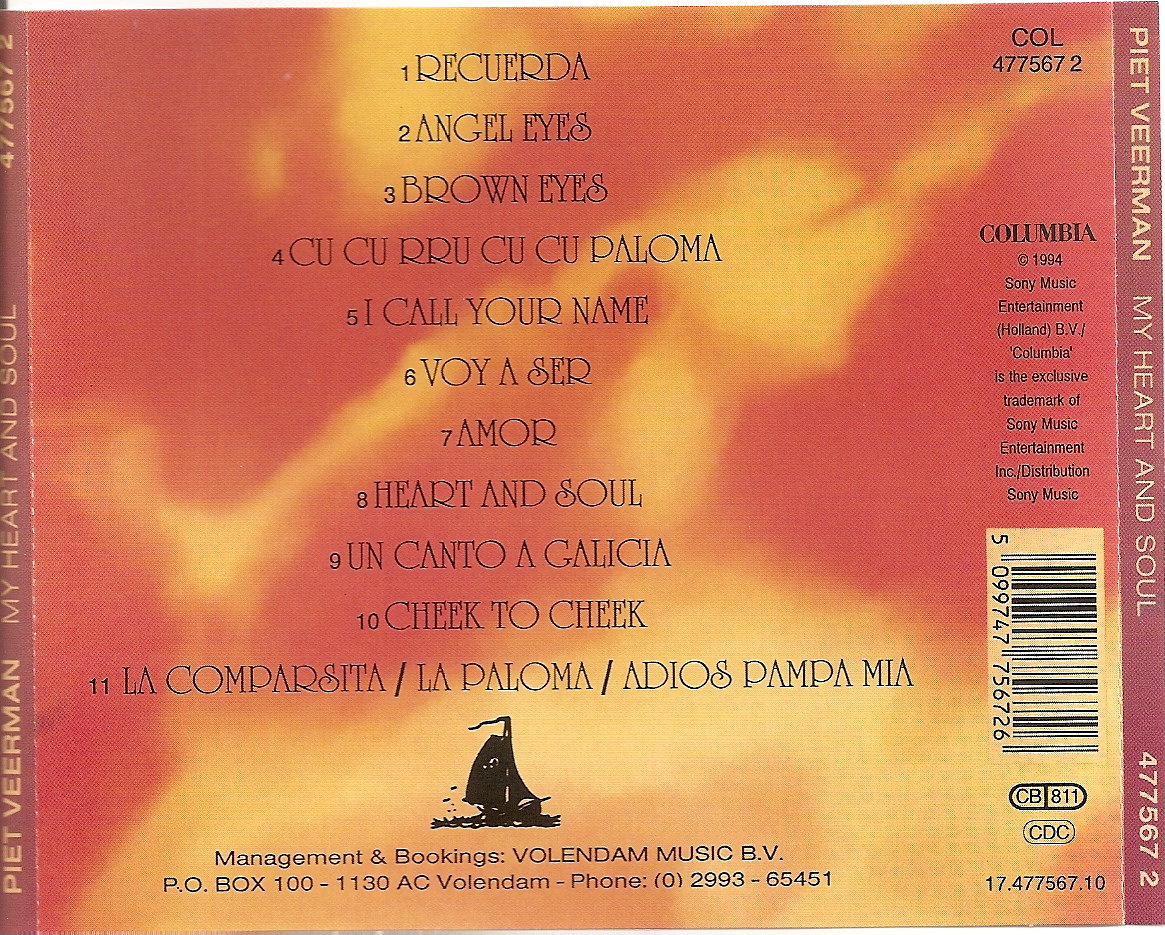 1 RECUERDA
2 ANGEL EYES
3 BROWN EYES
4 CU CU RRU CU CU PALOMA
5 I CALL YOUR NAME
6 VOY A SER
7 AMOR
8 HEART AND SOUL
9 UN CANTO A GALICIA
10 CHEEK TO CHEEK
11 LA COMPARSITA / LA PALOMA / ADIOS PAMPA MIA
Management & Bookings: VOLENDAM MUSIC B.V.
P.O. BOX 100 - 1130 AC Volendam - Phone: (0) 2993 - 65451
COL
477567 2
COLUMBIA
© 1994
Sony Music
Entertainment
(Holland) B.V./
'Columbia'
is the exclusive
trademark of
Sony Music
Entertainment
Inc./Distribution
Sony Music
5 099747 756726
CB 811
CDC
17.477567.10
PIET VEERMAN MY HEART AND SOUL 477567 2
PIET VEERMAN MY HEART AND SOUL 477567 2